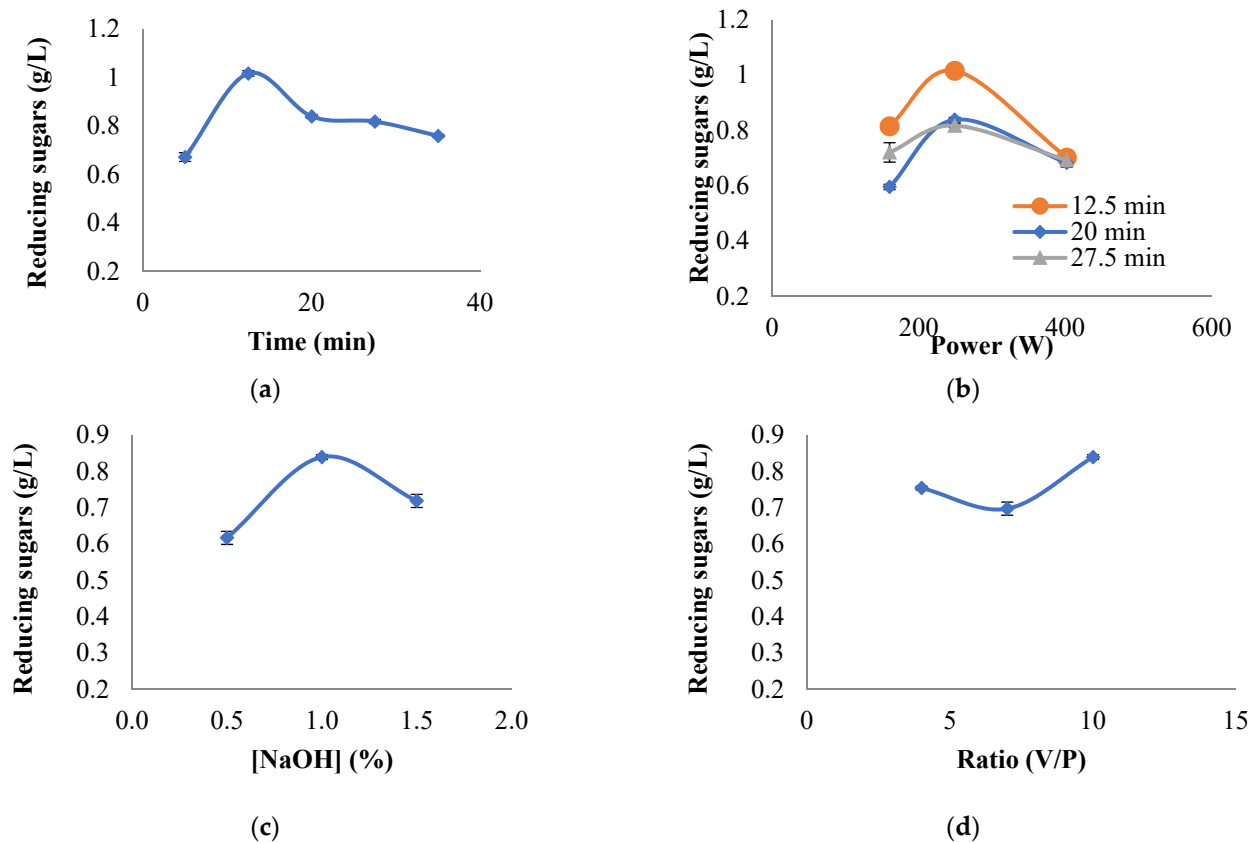 Reducing sugars (g/L)
1.2
1
0.8
0.6
0.4
0.2
0 20 40
Time (min)
(a)
Reducing sugars (g/L)
1.2
1
0.8
0.6
0.4
0.2
12.5 min
20 min
27.5 min
0 200 400 600
Power (W)
(b)
Reducing sugars (g/L)
0.9
0.8
0.7
0.6
0.5
0.4
0.3
0.2
0.0 0.5 1.0 1.5 2.0
[NaOH] (%)
(c)
Reducing sugars (g/L)
0.9
0.8
0.7
0.6
0.5
0.4
0.3
0.2
0 5 10 15
Ratio (V/P)
(d)